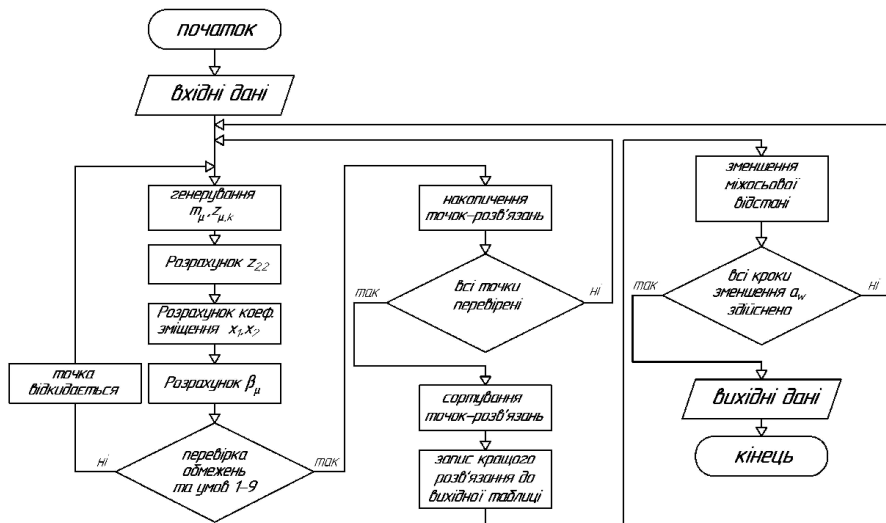 початок
вхідні дані
генерування
mμ, zμ,k
Розрахунок z22
Розрахунок коеф.
зміщення x1,x2
Розрахунок βμ
точка
відкидається
ні
перевірка
обмежень
та умов 1–9
так
накопичення
точок-розв'язань
всі точки
перевірені
так
ні
сортування
точок-розв'язань
запис кращого
розв'язання до
вихідної таблиці
зменшення
міжосьової
відстані
так
всі кроки
зменшення aw
здійснено
ні
вихідні дані
кінець